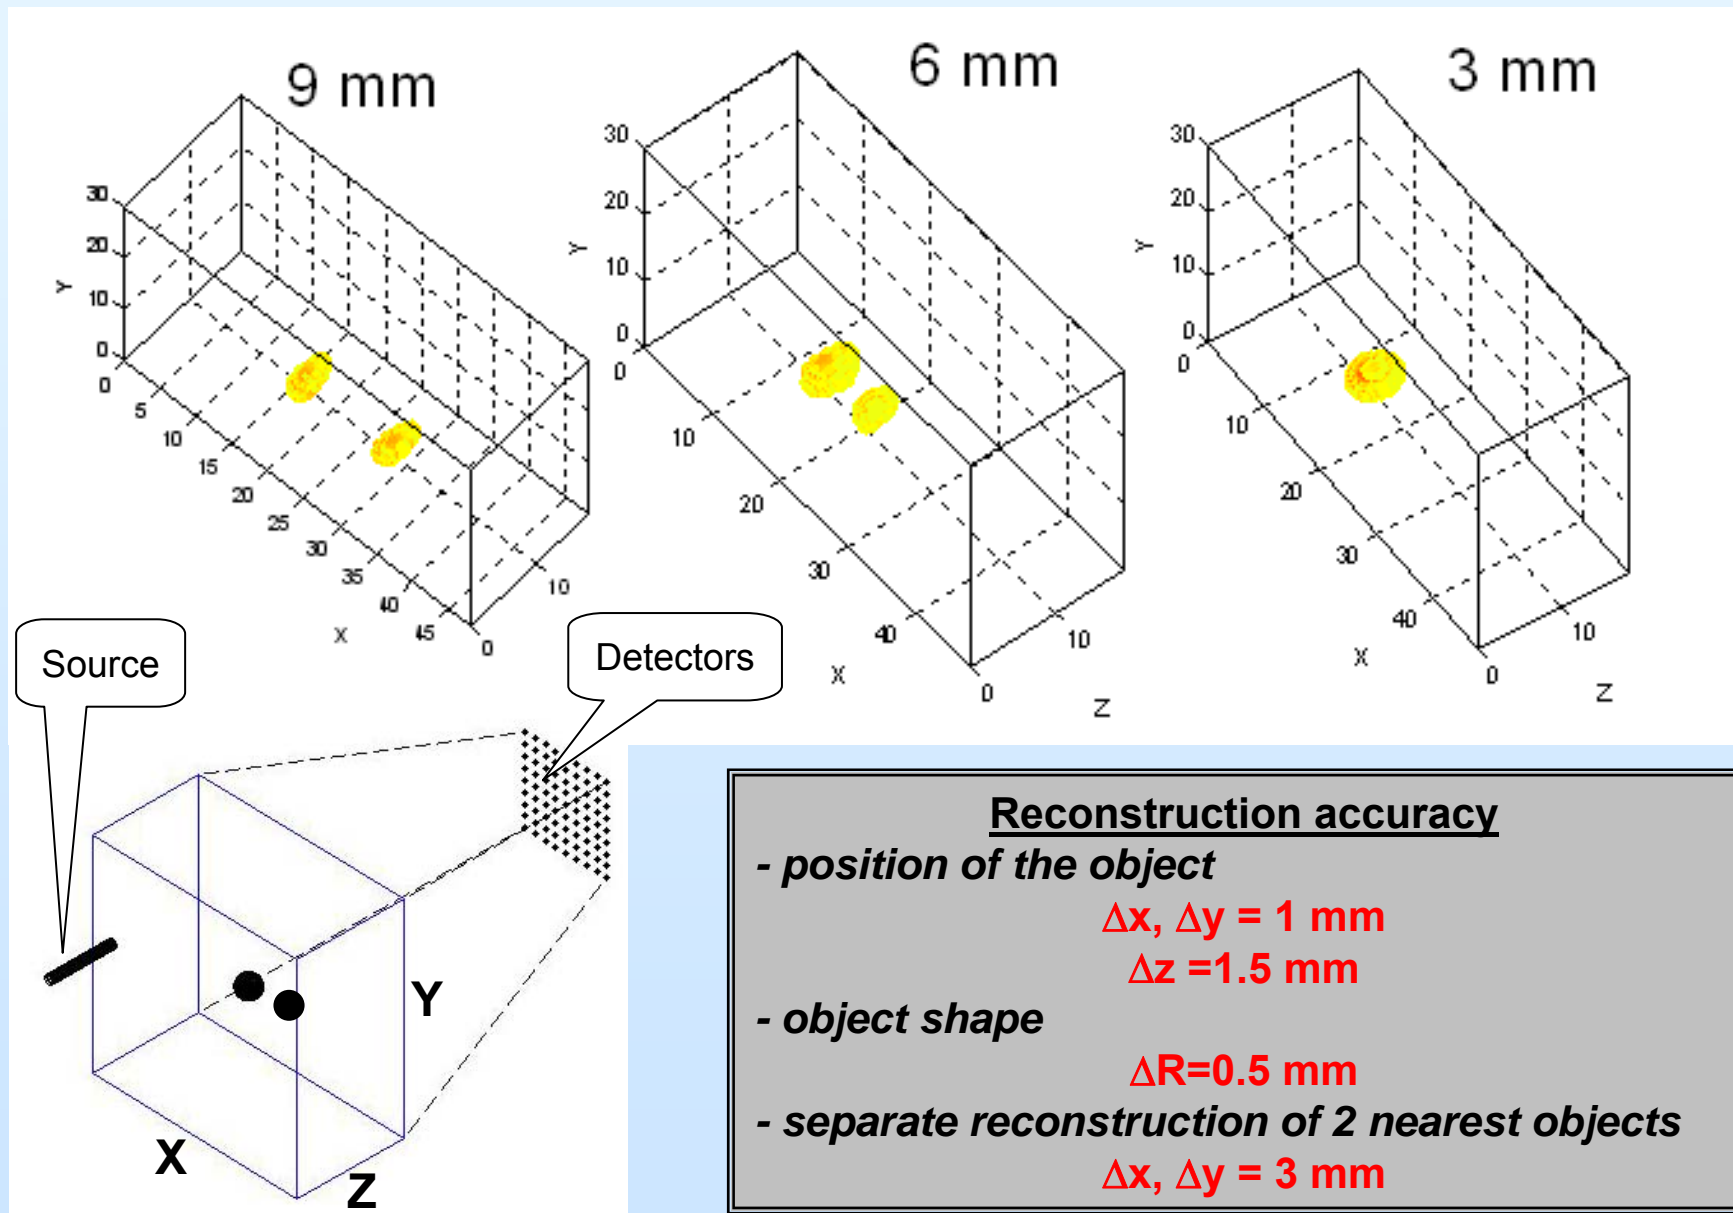 9 mm
6 mm
3 mm
30
20
10
0
Y
0
5
10
15
20
25
30
35
40
45
X
0
10
30
20
10
0
Y
0
10
20
30
40
X
0
10
Z
30
20
10
0
Y
0
10
20
30
40
X
0
10
Z
Source
Detectors
X
Y
Z
Reconstruction accuracy
- position of the object
Δx, Δy = 1 mm
Δz =1.5 mm
- object shape
ΔR=0.5 mm
- separate reconstruction of 2 nearest objects
Δx, Δy = 3 mm